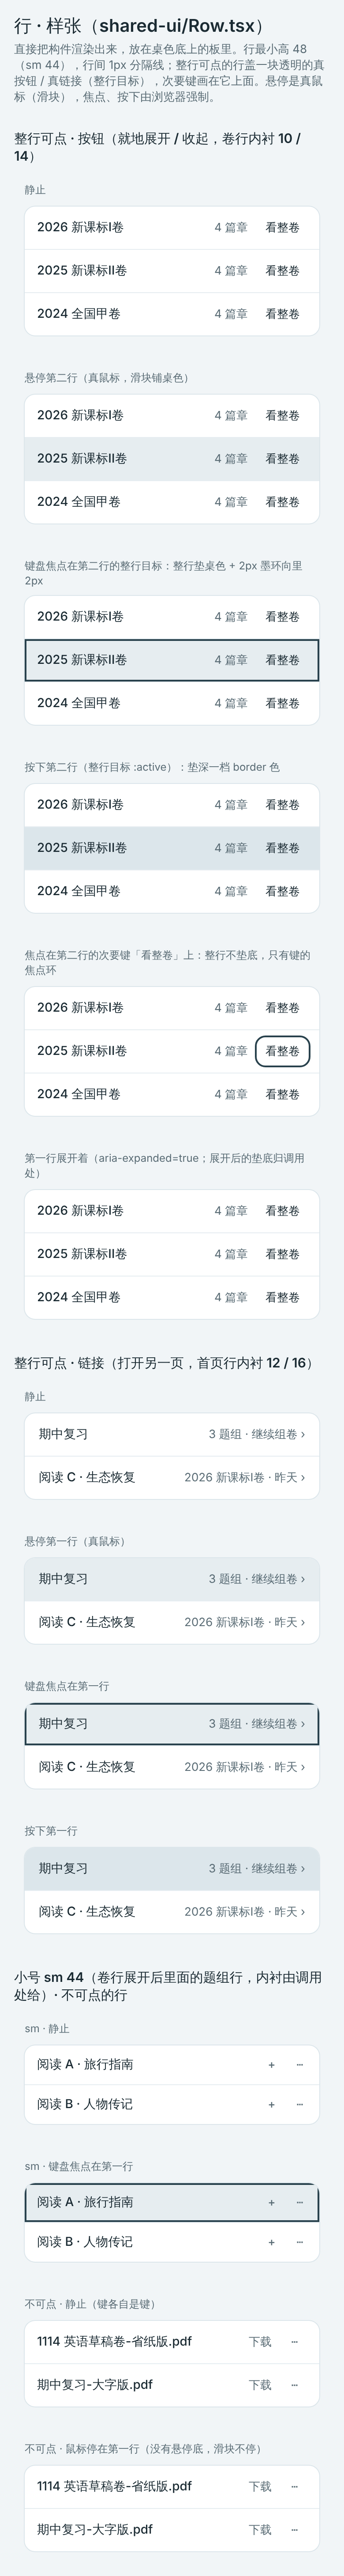 行 · 样张（shared-ui/Row.tsx）
直接把构件渲染出来，放在桌色底上的板里。行最小高 48
（sm 44），行间 1px 分隔线；整行可点的行盖一块透明的真
按钮 / 真链接（整行目标），次要键画在它上面。悬停是真鼠
标（滑块），焦点、按下由浏览器强制。
整行可点 · 按钮（就地展开 / 收起，卷行内衬 10 /
14）
静止
2026 新课标I卷 4 篇章 看整卷
2025 新课标II卷 4 篇章 看整卷
2024 全国甲卷 4 篇章 看整卷
悬停第二行（真鼠标，滑块铺桌色）
2026 新课标I卷 4 篇章 看整卷
2025 新课标II卷 4 篇章 看整卷
2024 全国甲卷 4 篇章 看整卷
键盘焦点在第二行的整行目标：整行垫桌色 + 2px 墨环向里
2px
2026 新课标I卷 4 篇章 看整卷
2025 新课标II卷 4 篇章 看整卷
2024 全国甲卷 4 篇章 看整卷
按下第二行（整行目标 :active）：垫深一档 border 色
2026 新课标I卷 4 篇章 看整卷
2025 新课标II卷 4 篇章 看整卷
2024 全国甲卷 4 篇章 看整卷
焦点在第二行的次要键「看整卷」上：整行不垫底，只有键的
焦点环
2026 新课标I卷 4 篇章 看整卷
2025 新课标II卷 4 篇章 看整卷
2024 全国甲卷 4 篇章 看整卷
第一行展开着（aria-expanded=true；展开后的垫底归调用
处）
2026 新课标I卷 4 篇章 看整卷
2025 新课标II卷 4 篇章 看整卷
2024 全国甲卷 4 篇章 看整卷
整行可点 · 链接（打开另一页，首页行内衬 12 / 16）
静止
期中复习 3 题组 · 继续组卷 ›
阅读 C · 生态恢复 2026 新课标I卷 · 昨天 ›
悬停第一行（真鼠标）
期中复习 3 题组 · 继续组卷 ›
阅读 C · 生态恢复 2026 新课标I卷 · 昨天 ›
键盘焦点在第一行
期中复习 3 题组 · 继续组卷 ›
阅读 C · 生态恢复 2026 新课标I卷 · 昨天 ›
按下第一行
期中复习 3 题组 · 继续组卷 ›
阅读 C · 生态恢复 2026 新课标I卷 · 昨天 ›
小号 sm 44（卷行展开后里面的题组行，内衬由调用
处给）· 不可点的行
sm · 静止
阅读 A · 旅行指南 + ···
阅读 B · 人物传记 + ···
sm · 键盘焦点在第一行
阅读 A · 旅行指南 + ···
阅读 B · 人物传记 + ···
不可点 · 静止（键各自是键）
1114 英语草稿卷-省纸版.pdf 下载 ···
期中复习-大字版.pdf 下载 ···
不可点 · 鼠标停在第一行（没有悬停底，滑块不停）
1114 英语草稿卷-省纸版.pdf 下载 ···
期中复习-大字版.pdf 下载 ···